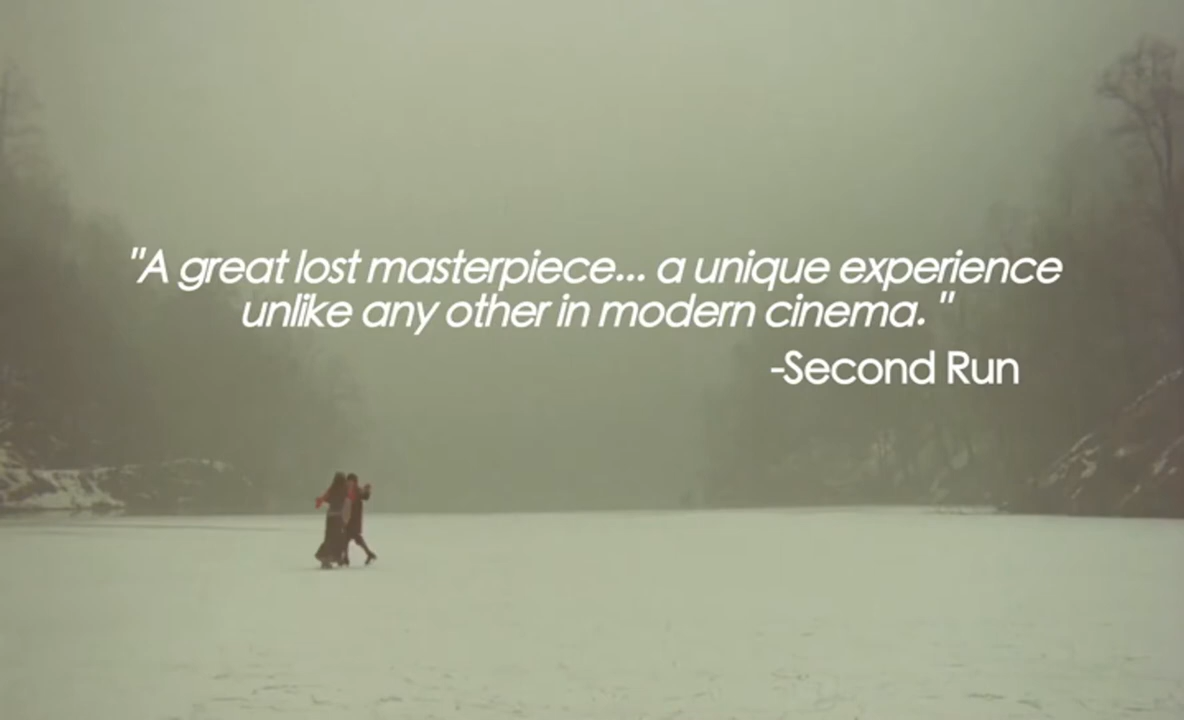 "A great lost masterpiece... a unique experience
unlike any other in modern cinema. "
-Second Run